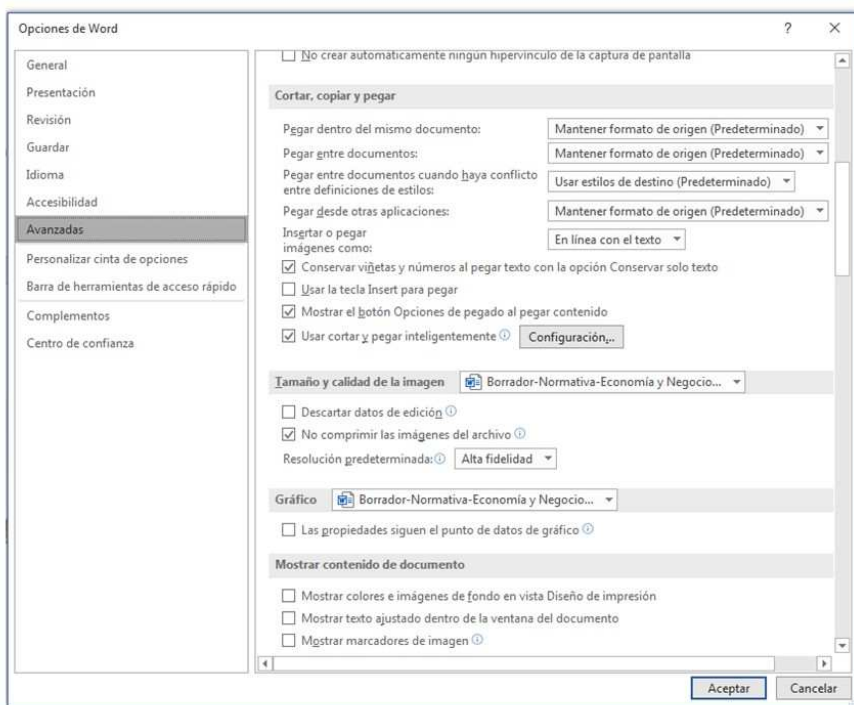 Opciones de Word
General
Presentación
Revisión
Guardar
Idioma
Accesibilidad
Avanzadas
Personalizar cinta de opciones
Barra de herramientas de acceso rápido
Complementos
Centro de confianza
No crear automáticamente ningún hipervínculo de la captura de pantalla
Cortar, copiar y pegar
Pegar dentro del mismo documento: Mantener formato de origen (Predeterminado)
Pegar entre documentos: Mantener formato de origen (Predeterminado)
Pegar entre documentos cuando haya conflicto
entre definiciones de estilos: Usar estilos de destino (Predeterminado)
Pegar desde otras aplicaciones: Mantener formato de origen (Predeterminado)
Insertar o pegar
imágenes como: En línea con el texto
Conservar viñetas y números al pegar texto con la opción Conservar solo texto
Usar la tecla Insert para pegar
Mostrar el botón Opciones de pegado al pegar contenido
Usar cortar y pegar inteligentemente Configuración...
Tamaño y calidad de la imagen Borrador-Normativa-Economía y Negocio...
Descartar datos de edición
No comprimir las imágenes del archivo
Resolución predeterminada: Alta fidelidad
Gráfico Borrador-Normativa-Economía y Negocio...
Las propiedades siguen el punto de datos de gráfico
Mostrar contenido de documento
Mostrar colores e imágenes de fondo en vista Diseño de impresión
Mostrar texto ajustado dentro de la ventana del documento
Mostrar marcadores de imagen
Aceptar Cancelar